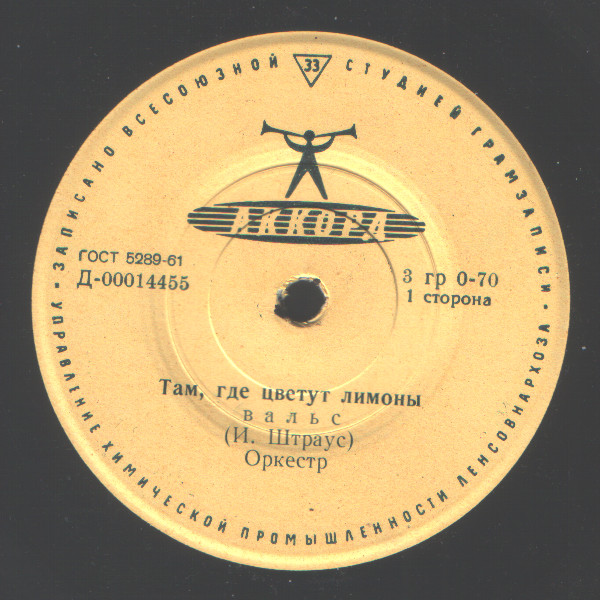 ЗАПИСАНО ВСЕСОЮЗНОЙ 33 СТУДИЕЙ ГРАМЗАПИСИ •
УПРАВЛЕНИЕ ХИМИЧЕСКОЙ ПРОМЫШЛЕННОСТИ ЛЕНСОВНАРХОЗА •
АККОРД
ГОСТ 5289-61
Д-00014455
3 гр 0-70
1 сторона
Там, где цветут лимоны
вальс
(И. Штраус)
Оркестр